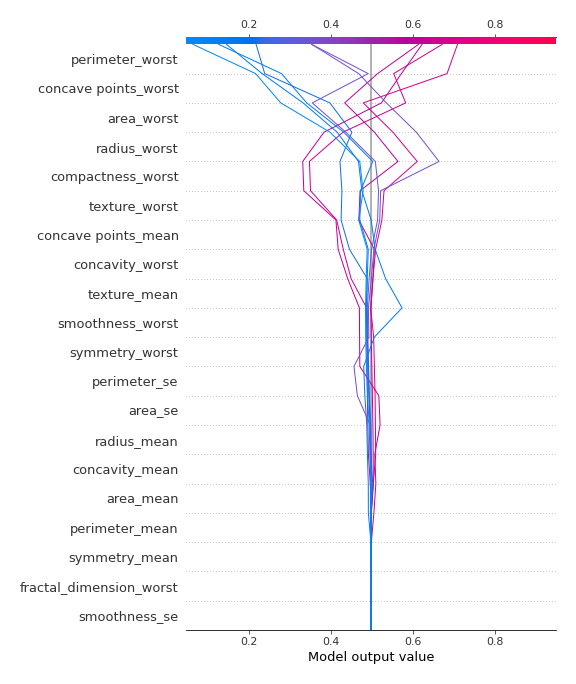 0.2 0.4 0.6 0.8
perimeter_worst
concave points_worst
area_worst
radius_worst
compactness_worst
texture_worst
concave points_mean
concavity_worst
texture_mean
smoothness_worst
symmetry_worst
perimeter_se
area_se
radius_mean
concavity_mean
area_mean
perimeter_mean
symmetry_mean
fractal_dimension_worst
smoothness_se
0.2 0.4 0.6 0.8
Model output value